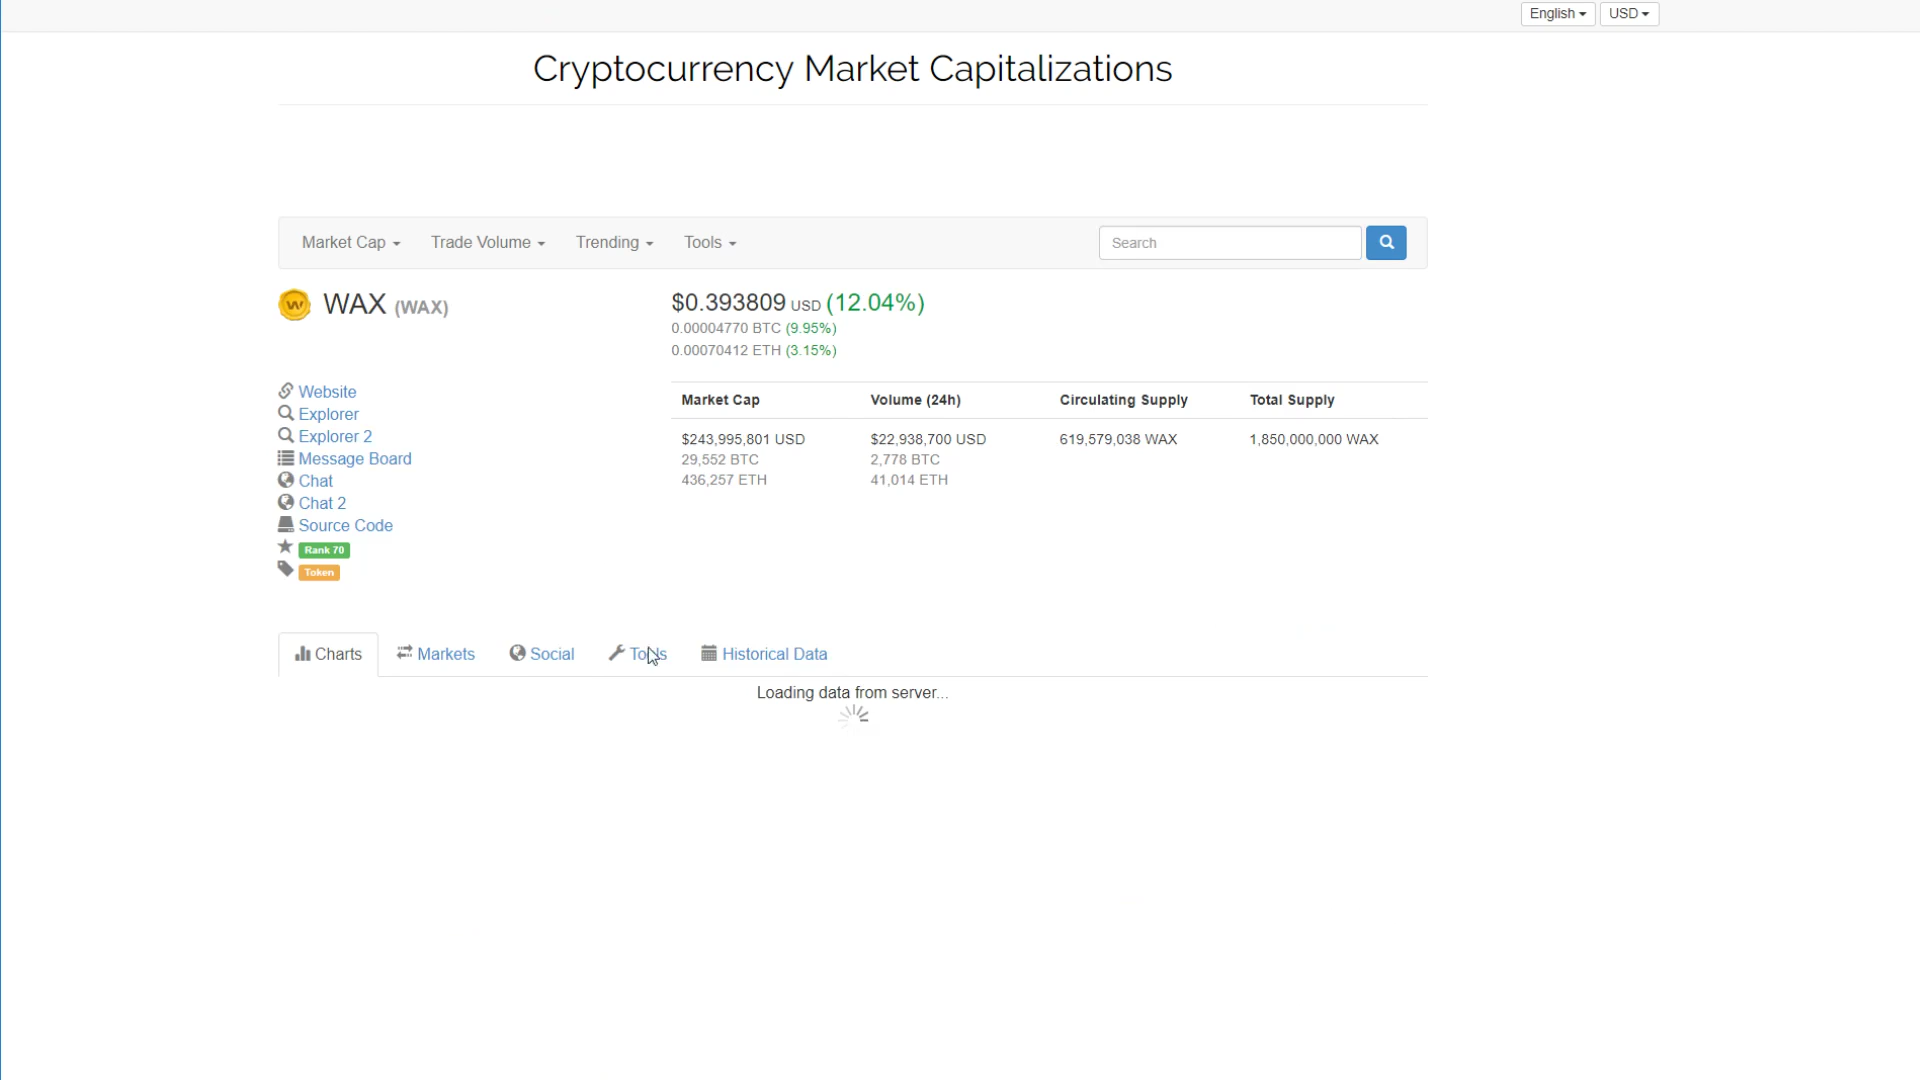 English USD
Cryptocurrency Market Capitalizations
Market Cap Trade Volume Trending Tools Search
WAX (WAX)
$0.393809 USD (12.04%)
0.00004770 BTC (9.95%)
0.00070412 ETH (3.15%)
Website
Explorer
Explorer 2
Message Board
Chat
Chat 2
Source Code
Rank 70
Token
Market Cap Volume (24h) Circulating Supply Total Supply
$243,995,801 USD $22,938,700 USD 619,579,038 WAX 1,850,000,000 WAX
29,552 BTC 2,778 BTC
436,257 ETH 41,014 ETH
Charts Markets Social Tools Historical Data
Loading data from server...